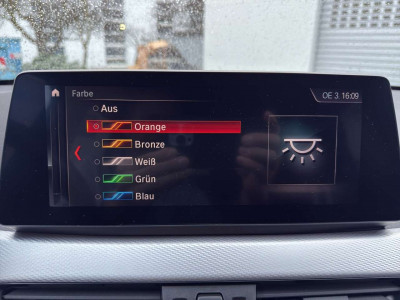 Farbe
OE 3 16:09
Aus
Orange
Bronze
Weiß
Grün
Blau